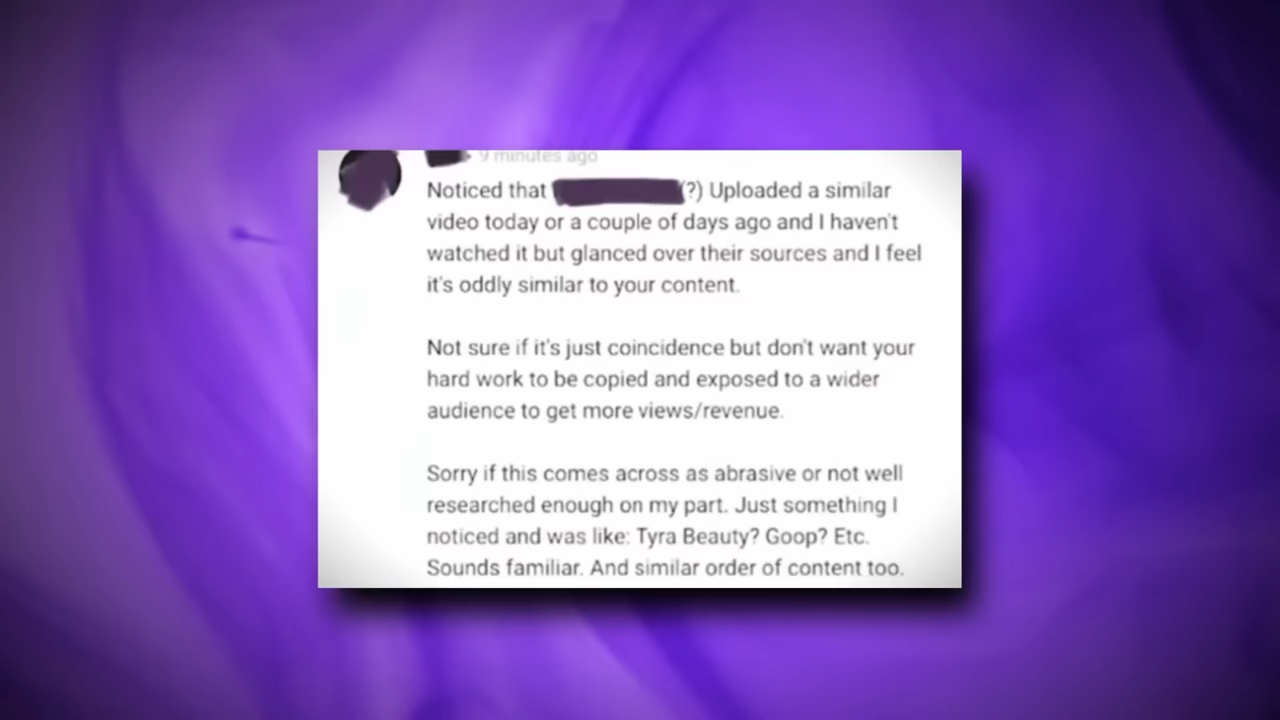 9 minutes ago
Noticed that (?) Uploaded a similar
video today or a couple of days ago and I haven't
watched it but glanced over their sources and I feel
it's oddly similar to your content.
Not sure if it's just coincidence but don't want your
hard work to be copied and exposed to a wider
audience to get more views/revenue.
Sorry if this comes across as abrasive or not well
researched enough on my part. Just something I
noticed and was like: Tyra Beauty? Goop? Etc.
Sounds familiar. And similar order of content too.